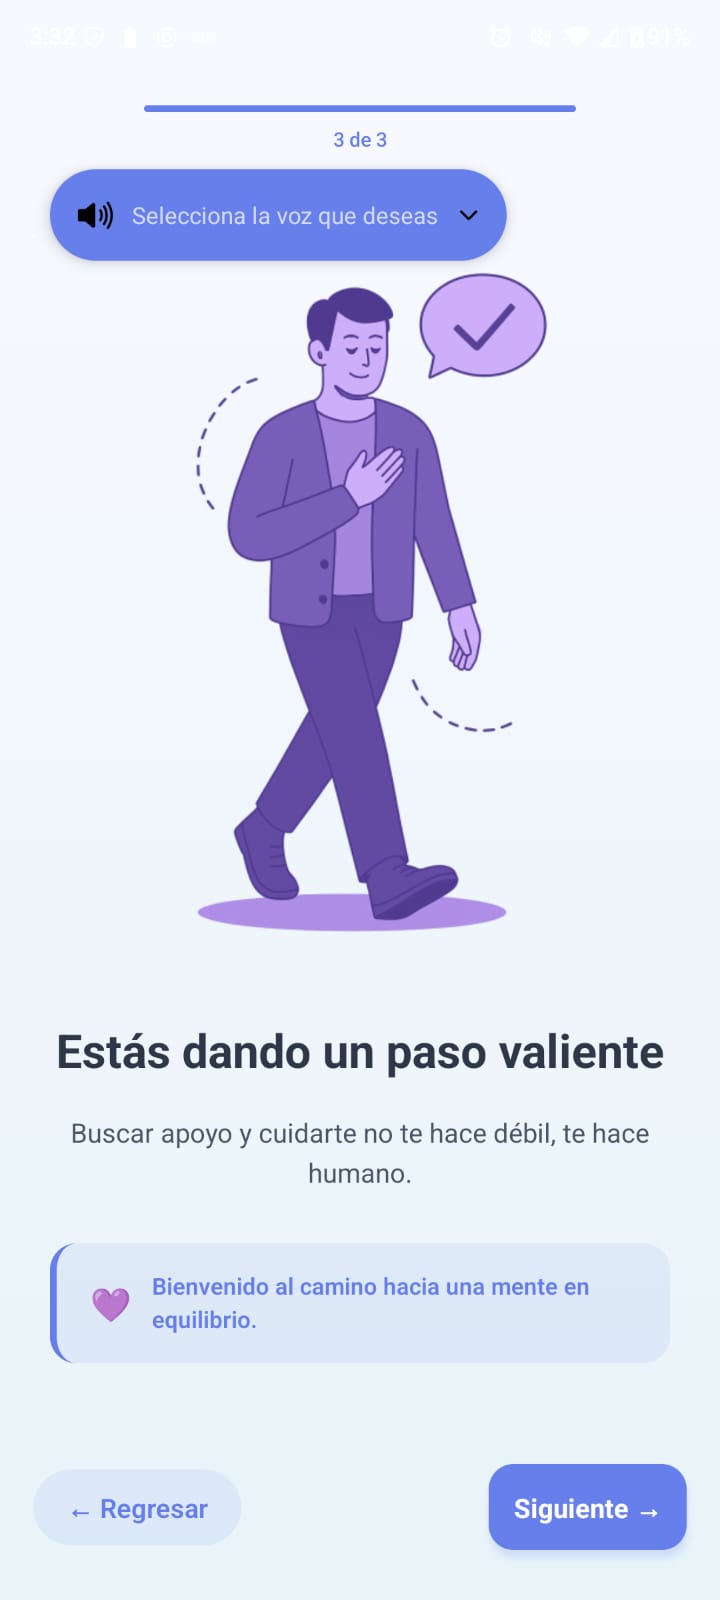 3:32
91%
3 de 3
Selecciona la voz que deseas
Estás dando un paso valiente
Buscar apoyo y cuidarte no te hace débil, te hace
humano.
💜 Bienvenido al camino hacia una mente en
equilibrio.
← Regresar
Siguiente →